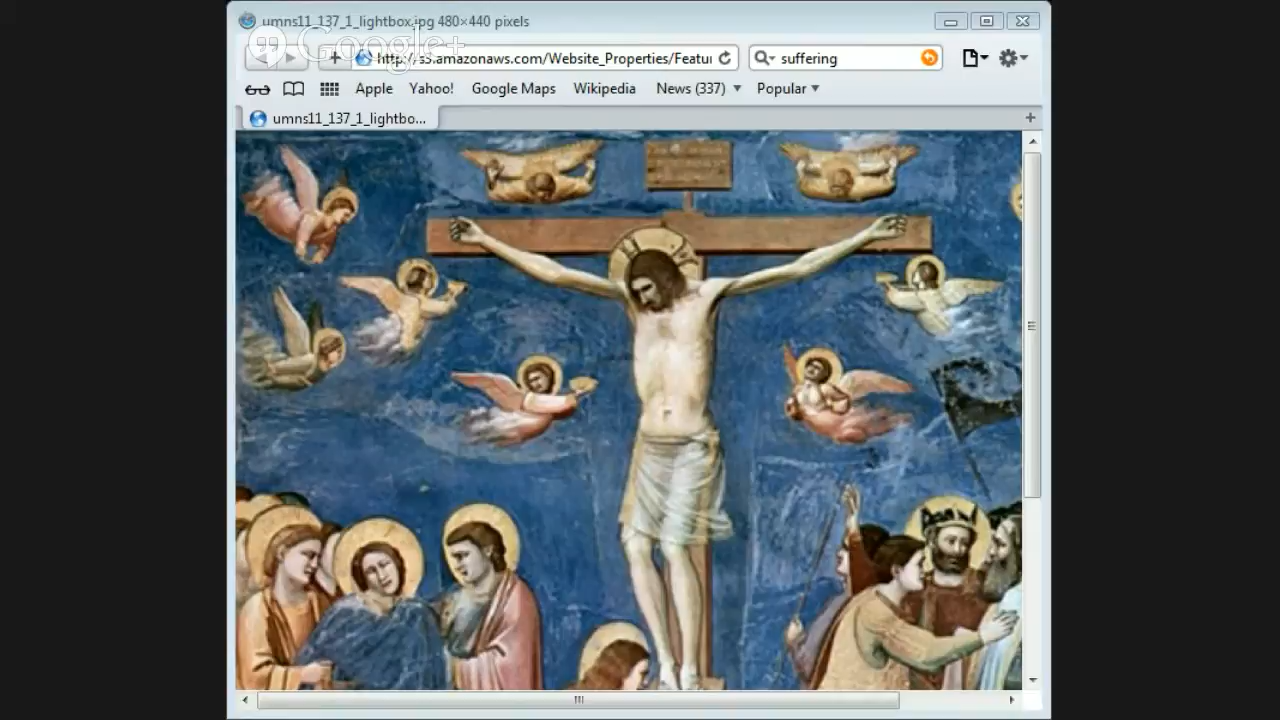 umns11_137_1_lightbox.jpg 480×440 pixels
Google+
http://s3.amazonaws.com/Website_Properties/Featur
suffering
Apple Yahoo! Google Maps Wikipedia News (337) Popular
umns11_137_1_lightbo...